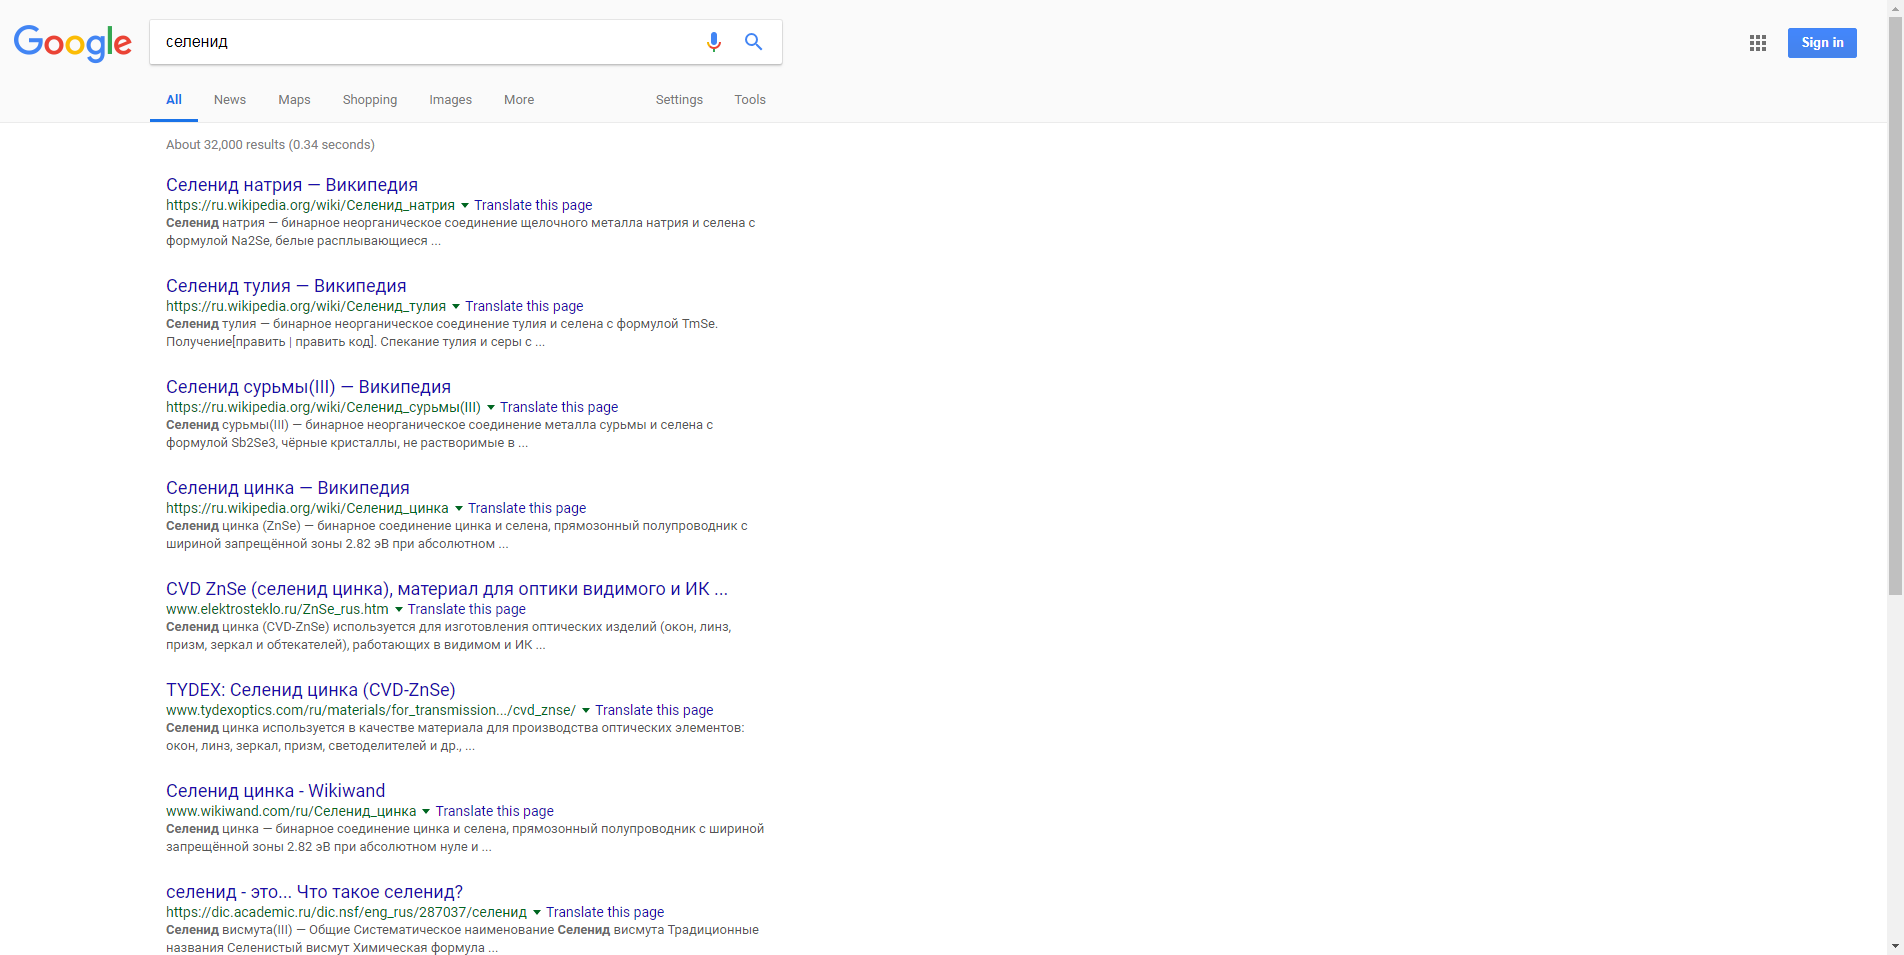 Google
селенид
Sign in
All News Maps Shopping Images More Settings Tools
About 32,000 results (0.34 seconds)
Селенид натрия — Википедия
https://ru.wikipedia.org/wiki/Селенид_натрия Translate this page
Селенид натрия — бинарное неорганическое соединение щелочного металла натрия и селена с
формулой Na2Se, белые расплывающиеся ...
Селенид тулия — Википедия
https://ru.wikipedia.org/wiki/Селенид_тулия Translate this page
Селенид тулия — бинарное неорганическое соединение тулия и селена с формулой TmSe.
Получение[править | править код]. Спекание тулия и серы с ...
Селенид сурьмы(III) — Википедия
https://ru.wikipedia.org/wiki/Селенид_сурьмы(III) Translate this page
Селенид сурьмы(III) — бинарное неорганическое соединение металла сурьмы и селена с
формулой Sb2Se3, чёрные кристаллы, не растворимые в ...
Селенид цинка — Википедия
https://ru.wikipedia.org/wiki/Селенид_цинка Translate this page
Селенид цинка (ZnSe) — бинарное соединение цинка и селена, прямозонный полупроводник с
шириной запрещённой зоны 2.82 эВ при абсолютном ...
CVD ZnSe (селенид цинка), материал для оптики видимого и ИК ...
www.elektrosteklo.ru/ZnSe_rus.htm Translate this page
Селенид цинка (CVD-ZnSe) используется для изготовления оптических изделий (окон, линз,
призм, зеркал и обтекателей), работающих в видимом и ИК ...
TYDEX: Селенид цинка (CVD-ZnSe)
www.tydexoptics.com/ru/materials/for_transmission.../cvd_znse/ Translate this page
Селенид цинка используется в качестве материала для производства оптических элементов:
окон, линз, зеркал, призм, светоделителей и др., ...
Селенид цинка - Wikiwand
www.wikiwand.com/ru/Селенид_цинка Translate this page
Селенид цинка — бинарное соединение цинка и селена, прямозонный полупроводник с шириной
запрещённой зоны 2.82 эВ при абсолютном нуле и ...
селенид - это... Что такое селенид?
https://dic.academic.ru/dic.nsf/eng_rus/287037/селенид Translate this page
Селенид висмута(III) — Общие Систематическое наименование Селенид висмута Традиционные
названия Селенистый висмут Химическая формула ...